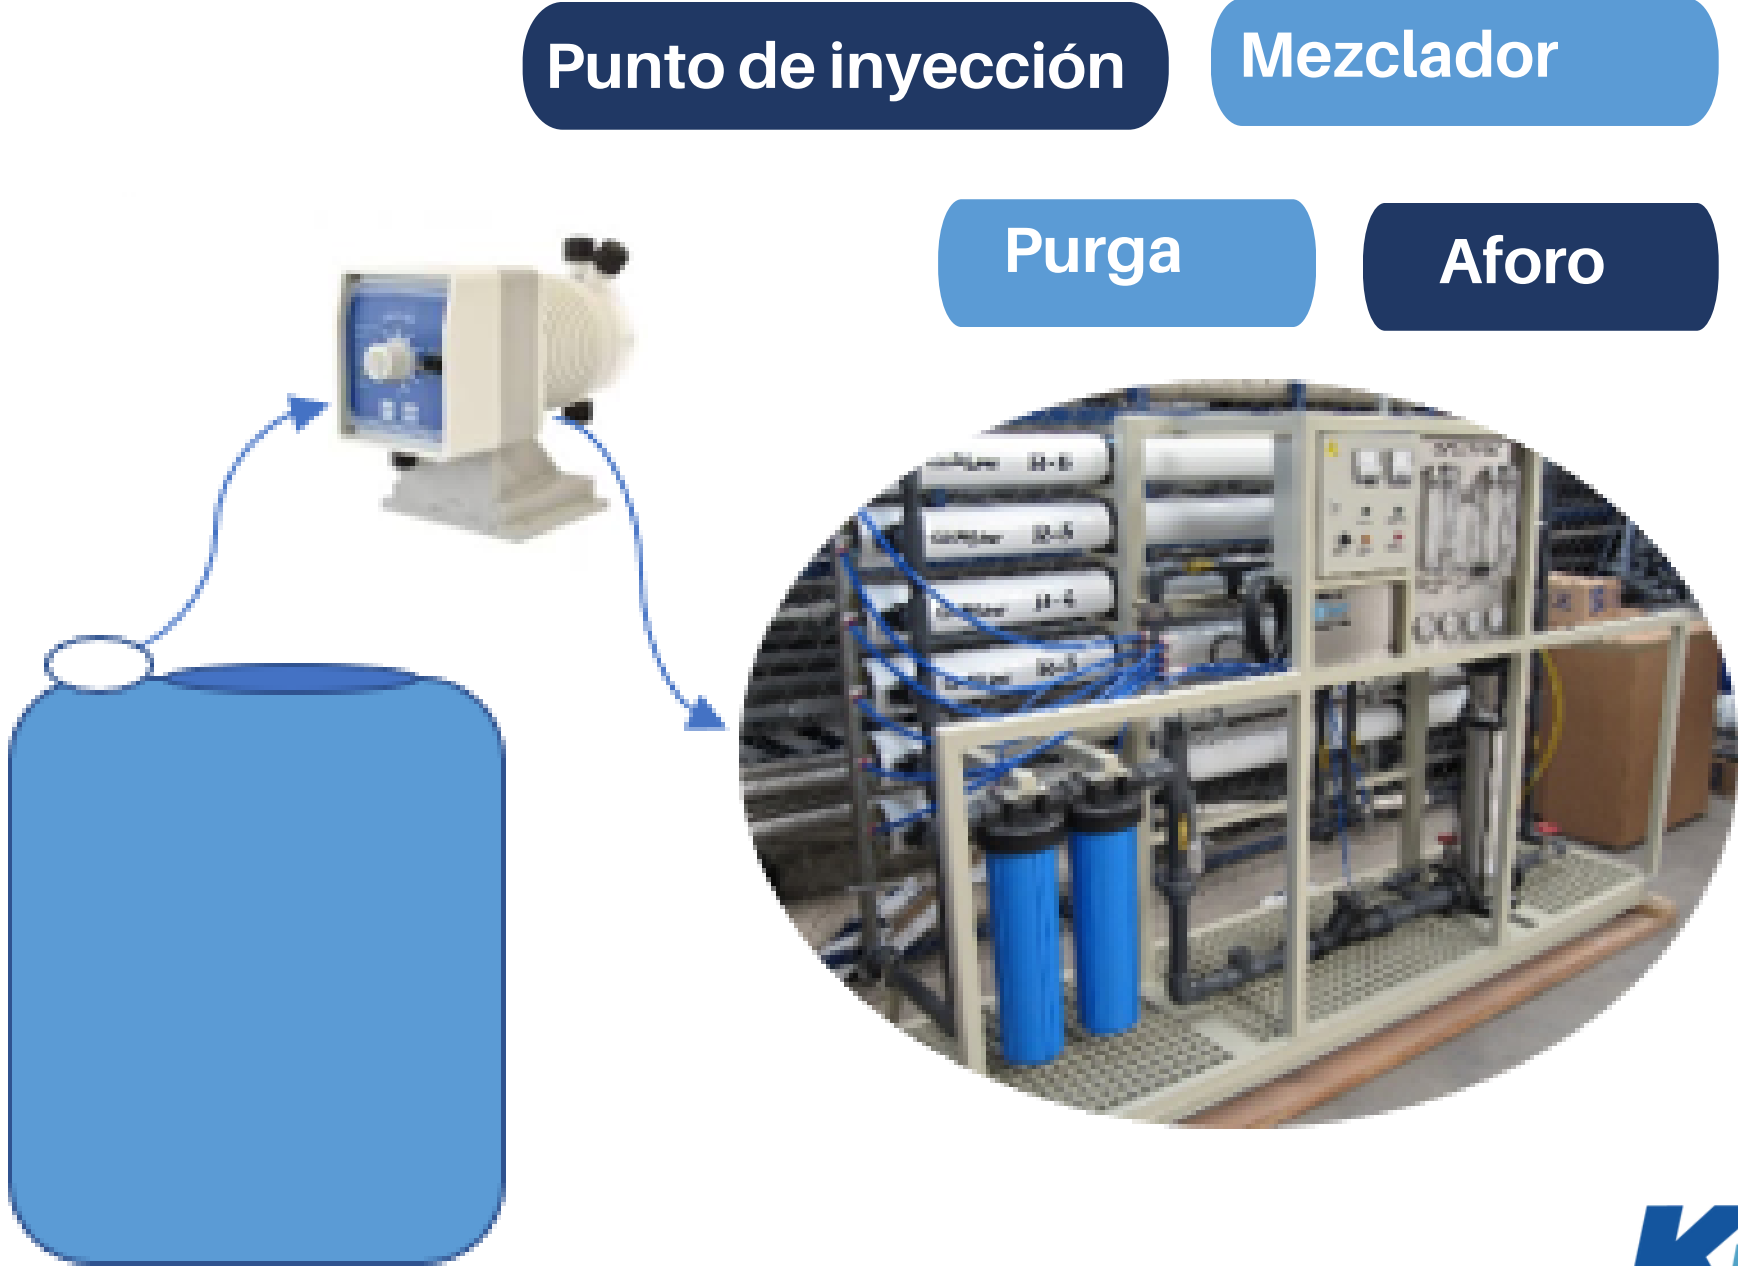 Punto de inyección
Mezclador
Purga
Aforo